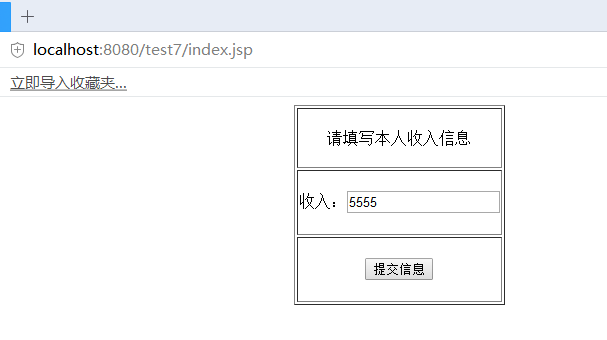 localhost:8080/test7/index.jsp
立即导入收藏夹...
请填写本人收入信息
收入：5555
提交信息